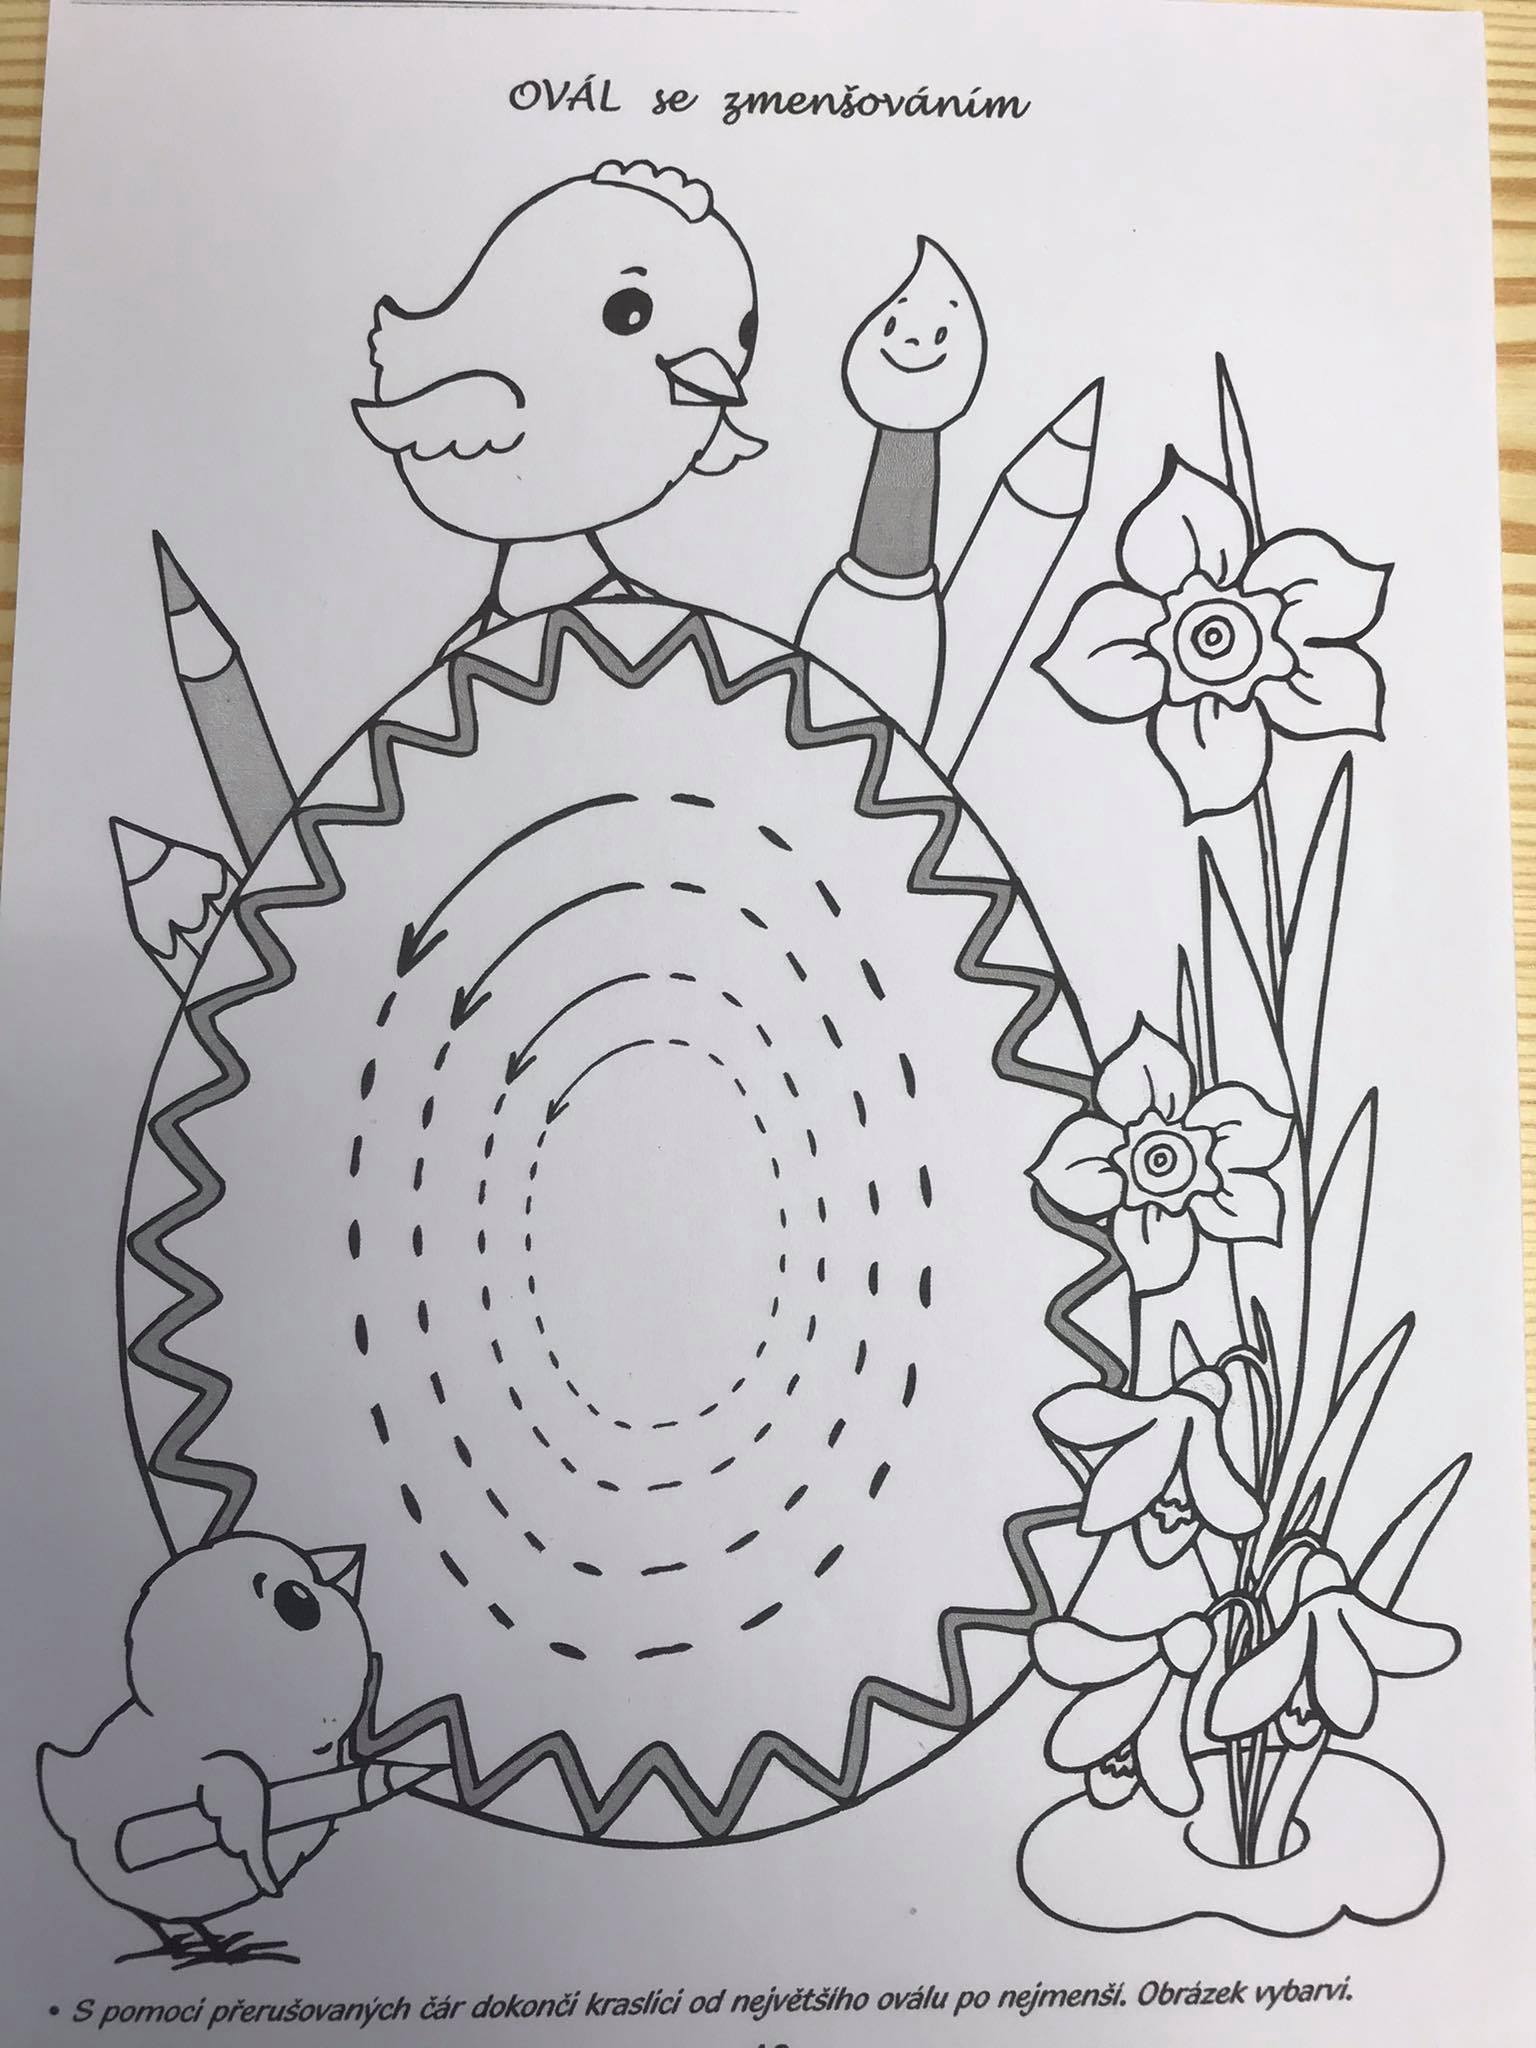 OVÁL se zmenšováním
• S pomocí přerušovaných čár dokonči kraslici od největšího oválu po nejmenší. Obrázek vybarvi.